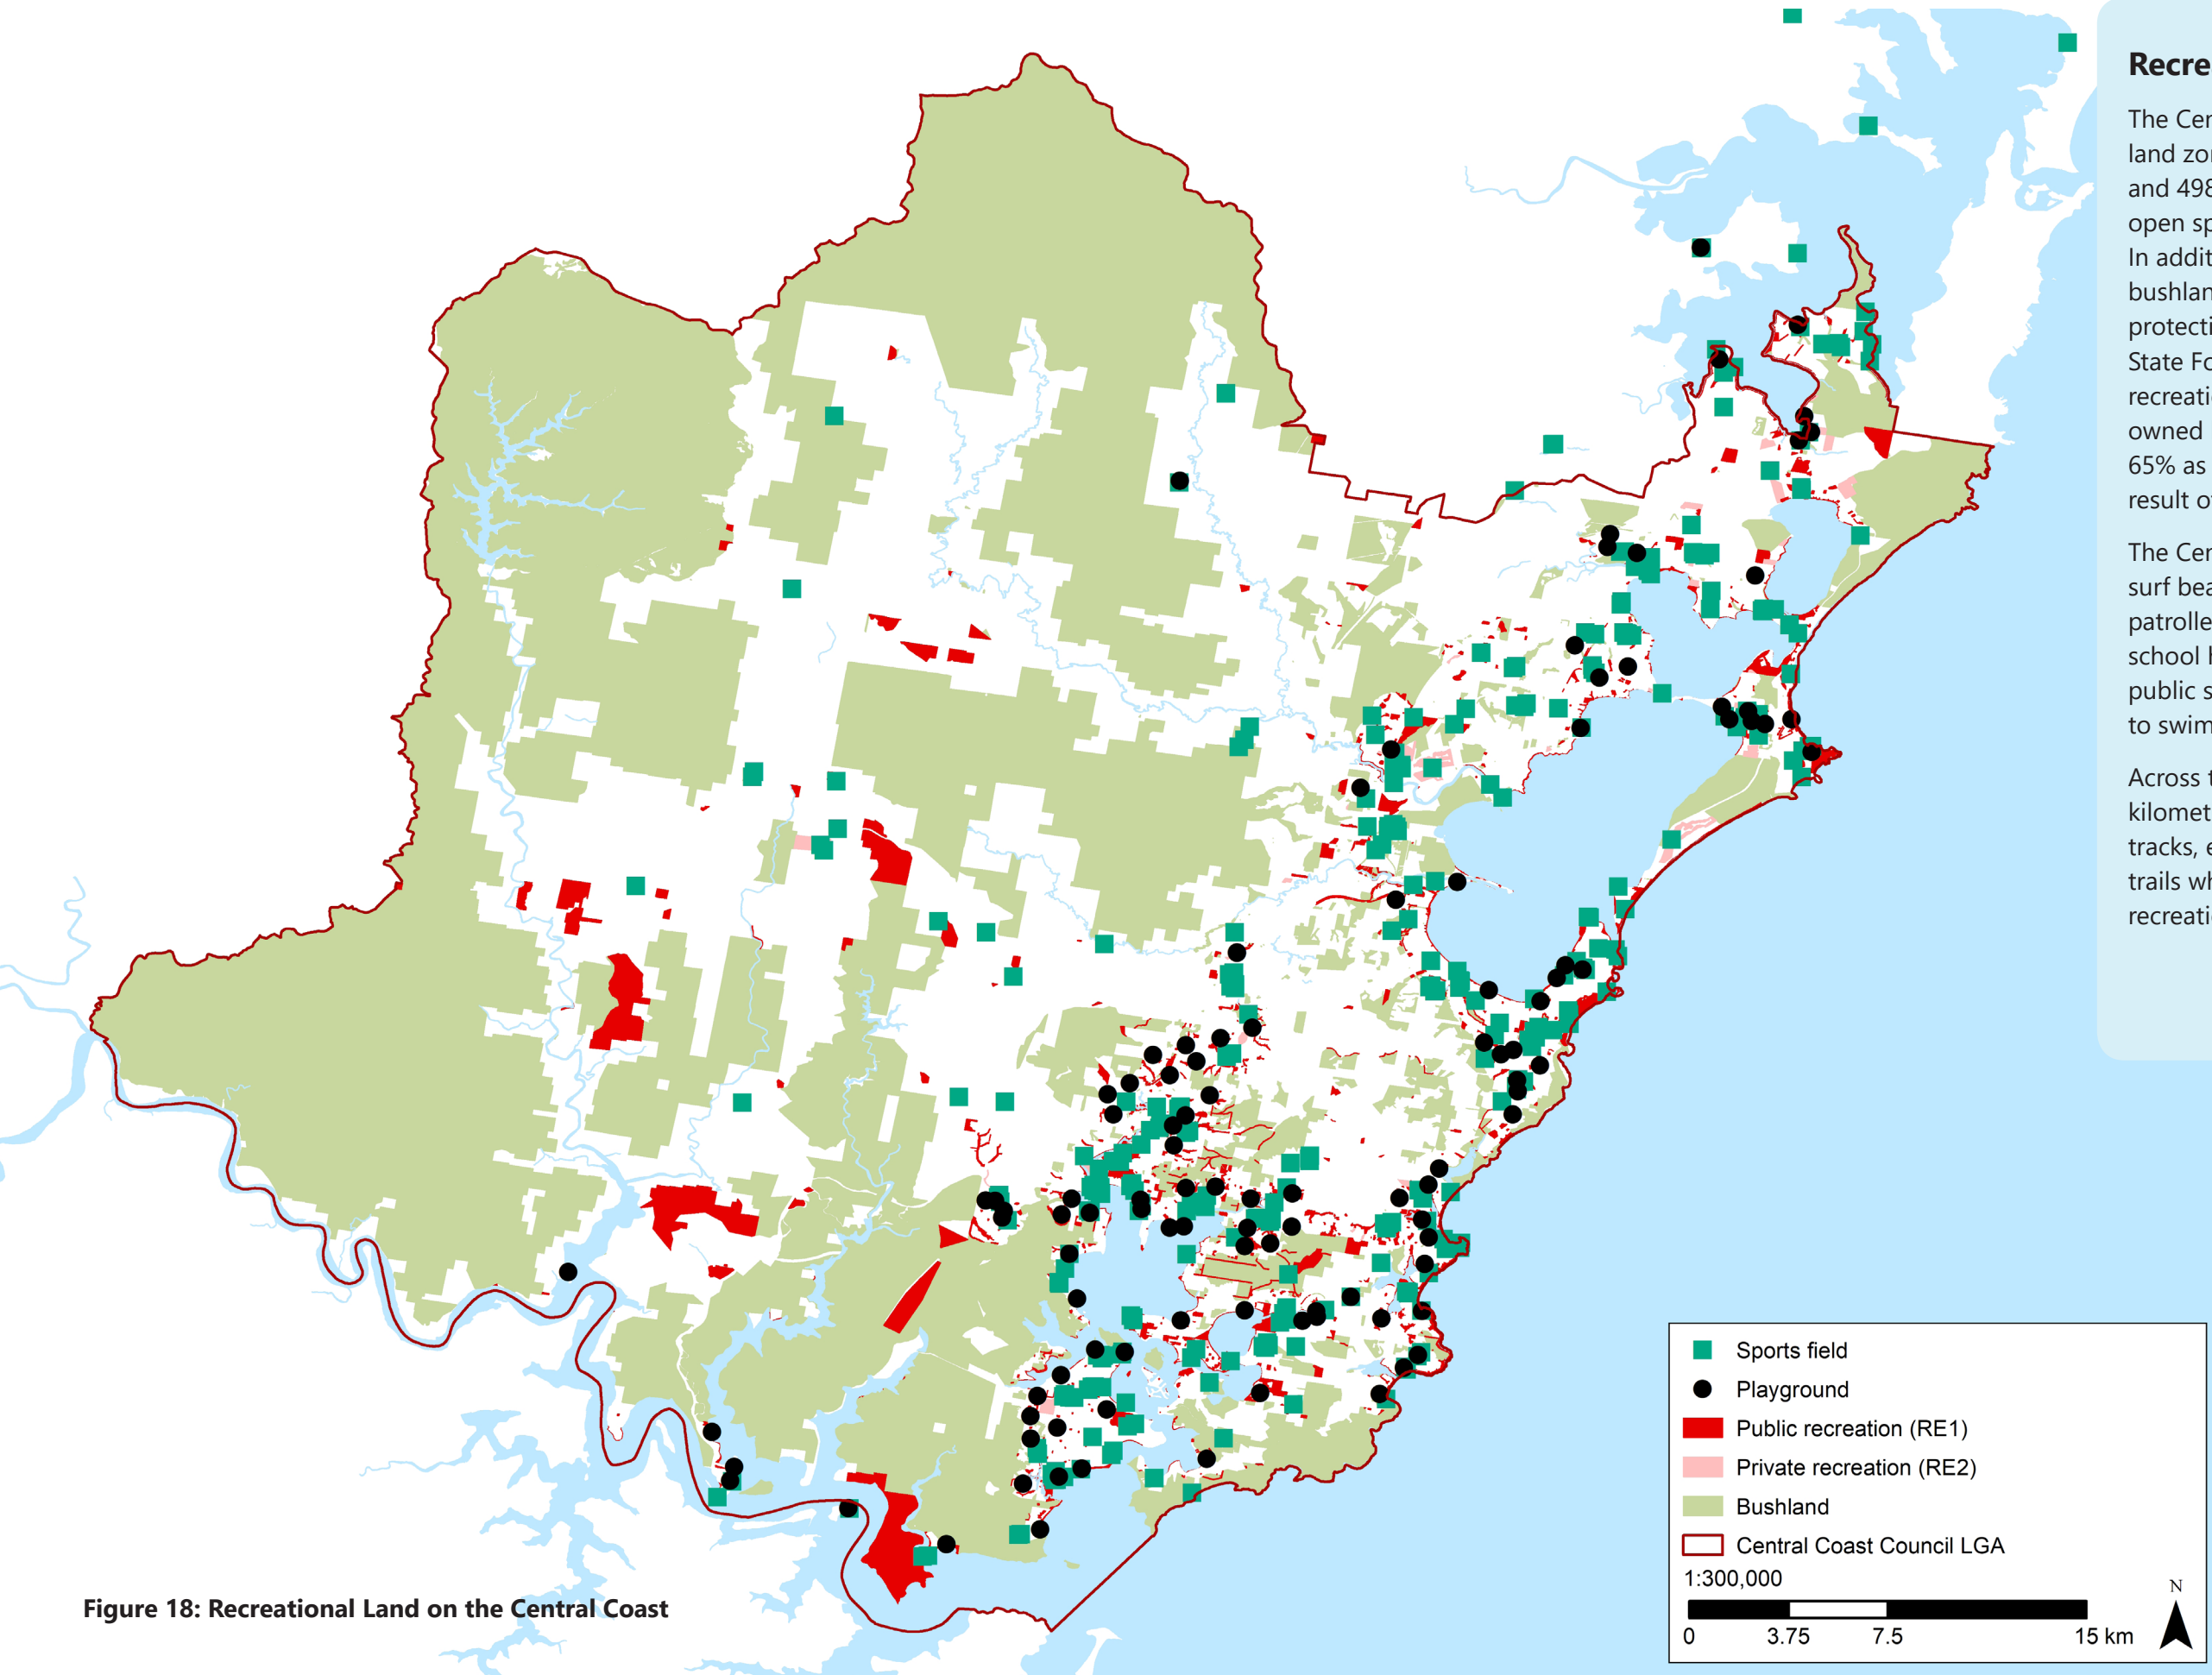 Recre
The Cen
land zo
and 498
open sp
In addit
bushlan
protecti
State Fo
recreati
owned
65% as
result o
The Cen
surf bea
patrolle
school h
public s
to swim
Across t
kilomet
tracks, e
trails wh
recreati
Sports field
Playground
Public recreation (RE1)
Private recreation (RE2)
Bushland
Central Coast Council LGA
1:300,000
N
0 3.75 7.5 15 km
Figure 18: Recreational Land on the Central Coast